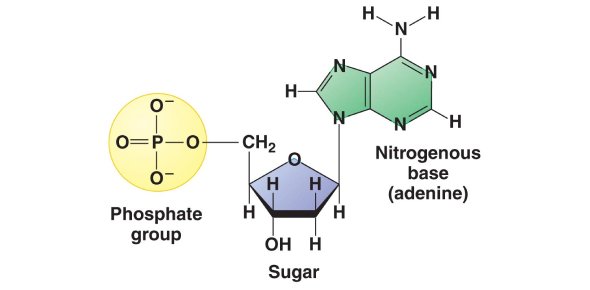 H H
N
N N
H
N N H
O⁻
O=P—O CH₂
O⁻
O
H H
H H
OH H
Phosphate
group
Sugar
Nitrogenous
base
(adenine)